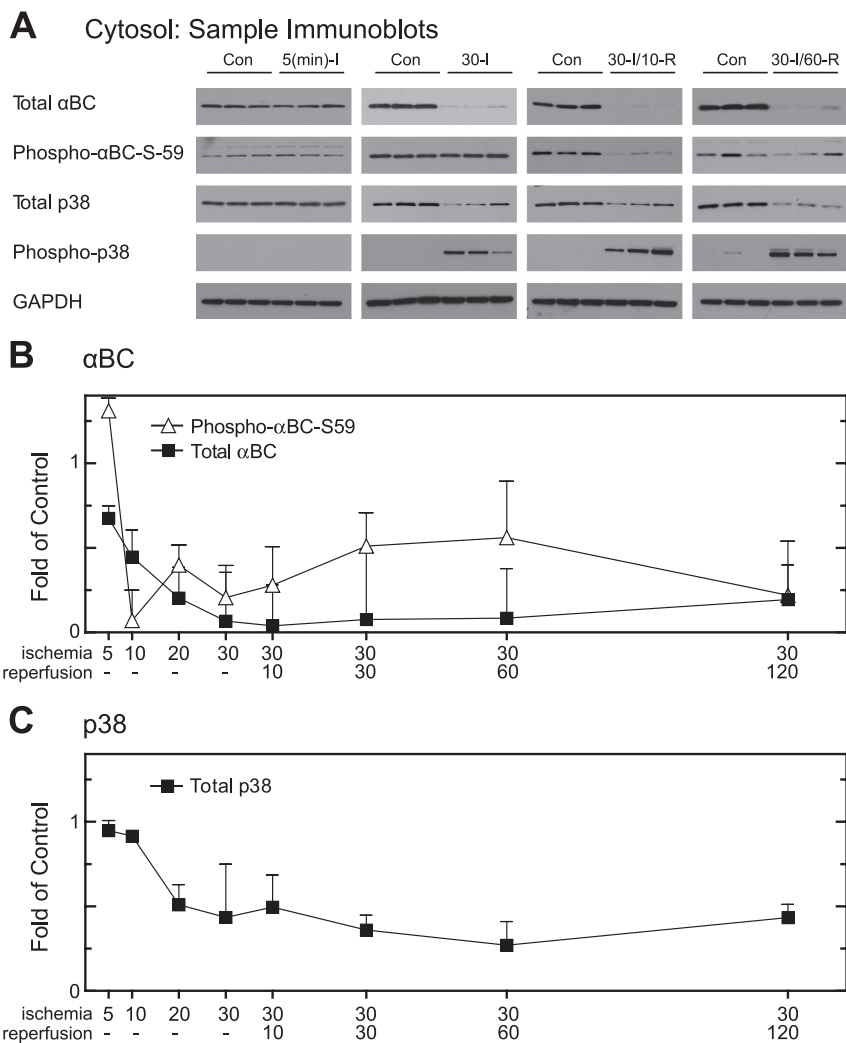 A Cytosol: Sample Immunoblots
Con 5(min)-I Con 30-I Con 30-I/10-R Con 30-I/60-R
Total αBC
Phospho-αBC-S-59
Total p38
Phospho-p38
GAPDH
B αBC
Phospho-αBC-S59
Total αBC
Fold of Control
1
0
ischemia 5 10 20 30 30 30 30 30
reperfusion - - - - 10 30 60 120
C p38
Total p38
Fold of Control
1
0
ischemia 5 10 20 30 30 30 30 30
reperfusion - - - - 10 30 60 120